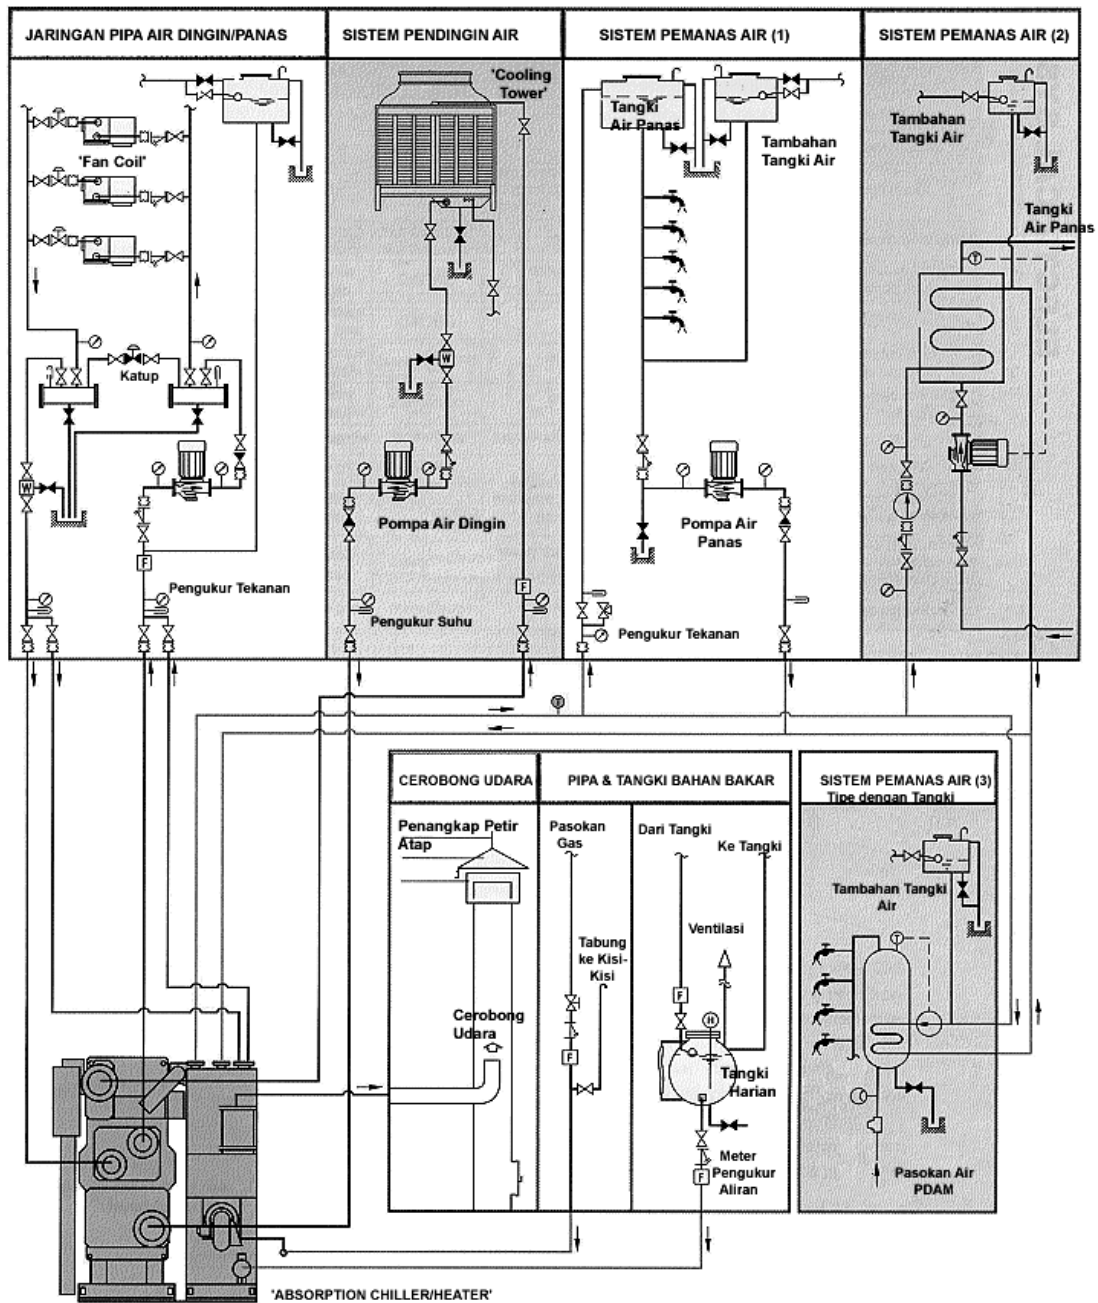 JARINGAN PIPA AIR DINGIN/PANAS
SISTEM PENDINGIN AIR
SISTEM PEMANAS AIR (1)
SISTEM PEMANAS AIR (2)
'Fan Coil'
Katup
W
F
Pengukur Tekanan
'Cooling
Tower'
W
Pompa Air Dingin
F
Pengukur Suhu
Tangki
Air Panas
Tambahan
Tangki Air
Pompa Air
Panas
Pengukur Tekanan
Tambahan
Tangki Air
Tangki
Air Panas
T
T
CEROBONG UDARA
PIPA & TANGKI BAHAN BAKAR
SISTEM PEMANAS AIR (3)
Tipe dengan Tangki
Penangkap Petir
Atap
Cerobong
Udara
Pasokan
Gas
Tabung
ke Kisi-
Kisi
F
Dari Tangki
Ke Tangki
Ventilasi
F
H
Tangki
Harian
Meter
Pengukur
Aliran
F
Tambahan Tangki
Air
T
Pasokan Air
PDAM
'ABSORPTION CHILLER/HEATER'